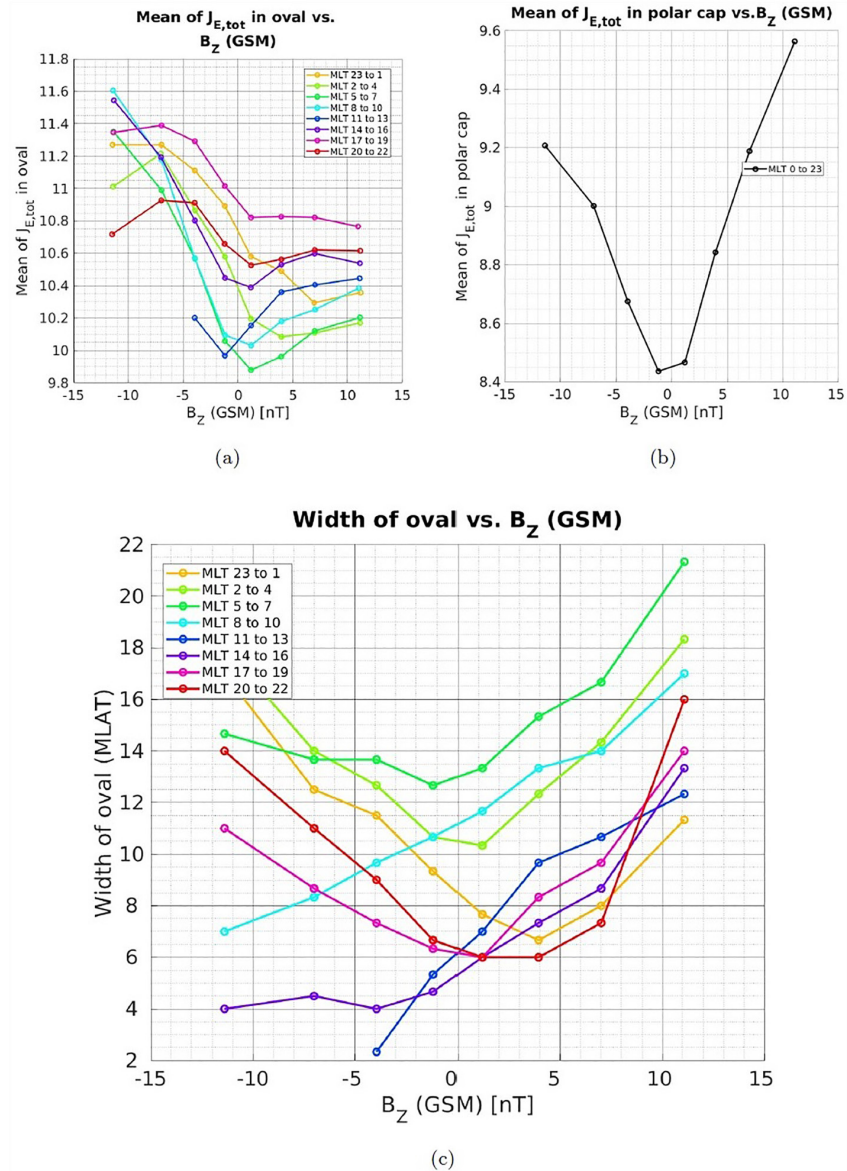 Mean of J_E,tot in oval vs.
B_Z (GSM)
Mean of J_E,tot in oval
11.8
11.6
11.4
11.2
11
10.8
10.6
10.4
10.2
10
9.8
MLT 23 to 1
MLT 2 to 4
MLT 5 to 7
MLT 8 to 10
MLT 11 to 13
MLT 14 to 16
MLT 17 to 19
MLT 20 to 22
-15 -10 -5 0 5 10 15
B_Z (GSM) [nT]
(a)
Mean of J_E,tot in polar cap vs.B_Z (GSM)
Mean of J_E,tot in polar cap
9.6
9.4
9.2
9
8.8
8.6
8.4
MLT 0 to 23
-15 -10 -5 0 5 10 15
B_Z (GSM) [nT]
(b)
Width of oval vs. B_Z (GSM)
Width of oval (MLAT)
22
20
18
16
14
12
10
8
6
4
2
MLT 23 to 1
MLT 2 to 4
MLT 5 to 7
MLT 8 to 10
MLT 11 to 13
MLT 14 to 16
MLT 17 to 19
MLT 20 to 22
-15 -10 -5 0 5 10 15
B_Z (GSM) [nT]
(c)